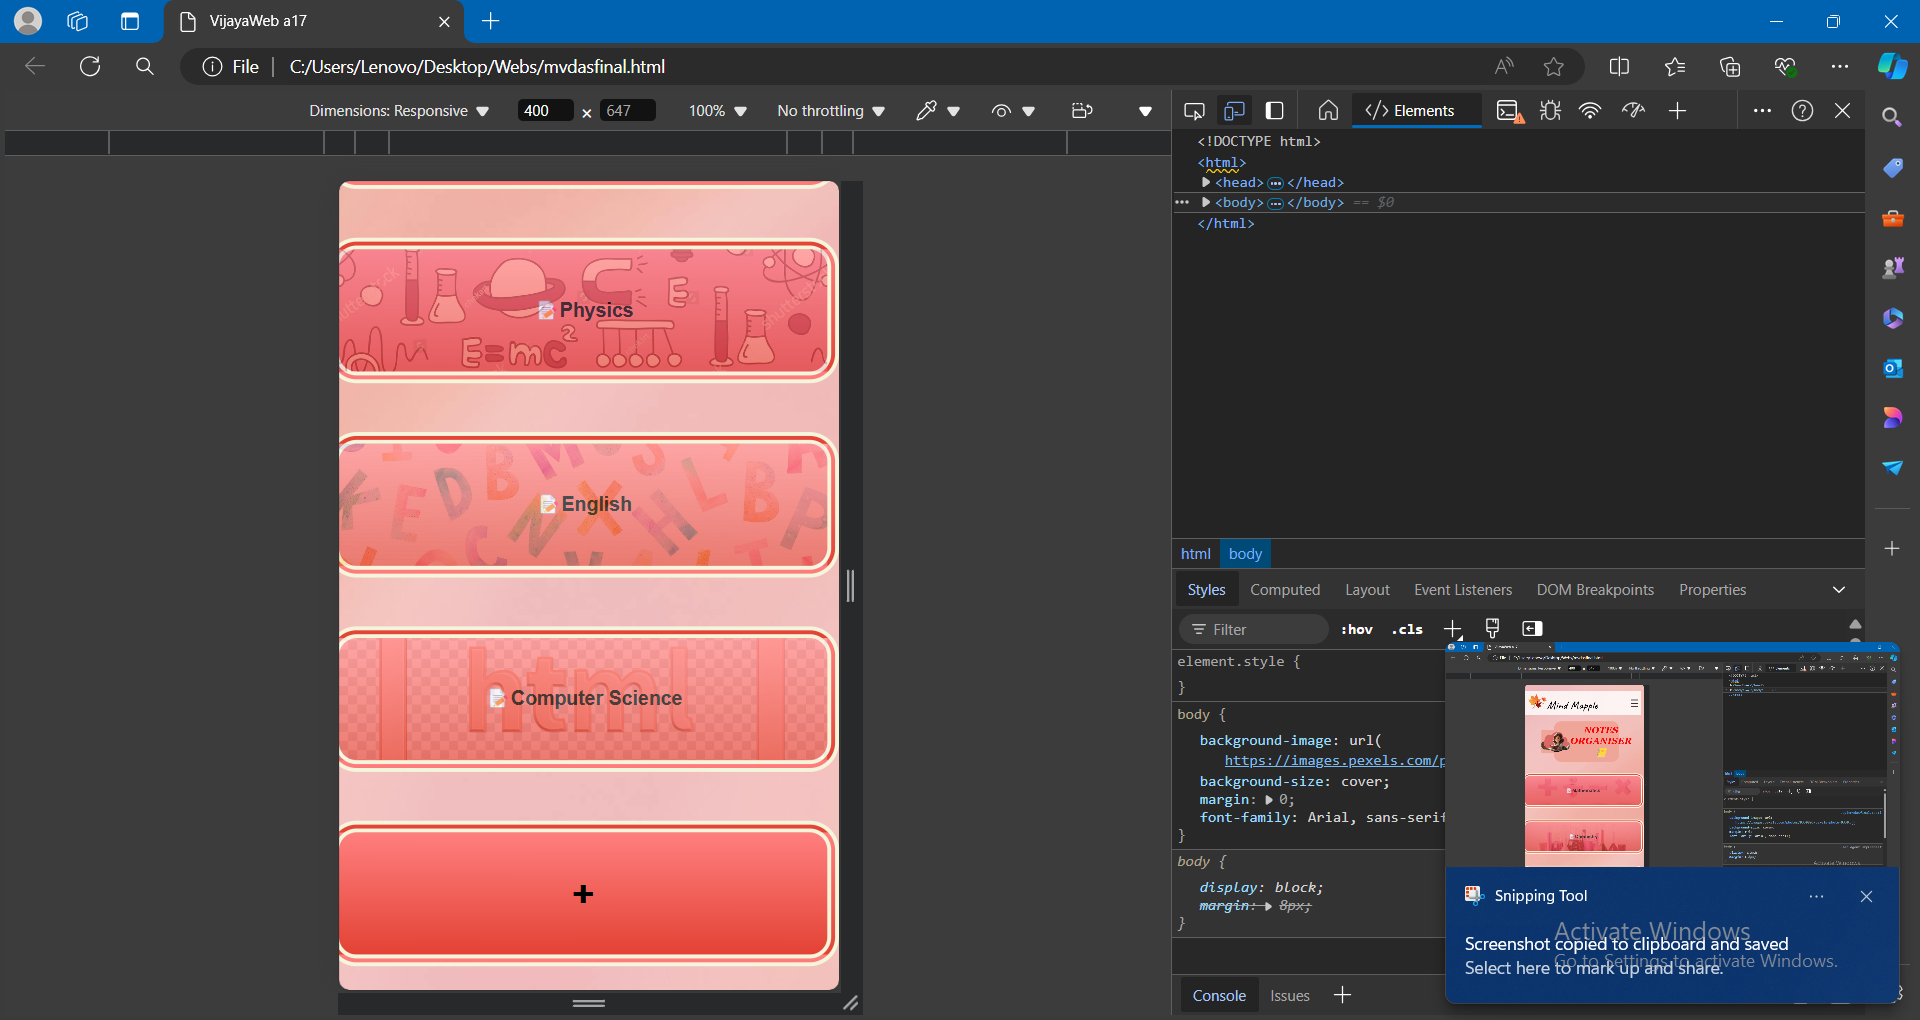 VijayaWeb a17
File
C:/Users/Lenovo/Desktop/Webs/mvdasfinal.html
Dimensions: Responsive
400 × 647
100%
No throttling
Elements
<!DOCTYPE html>
<html>
<head> ··· </head>
··· <body> ··· </body> == $0
</html>
Physics
E=mc²
E
English
html
Computer Science
+
html body
Styles Computed Layout Event Listeners DOM Breakpoints Properties
Filter
:hov .cls
element.style {
}
body {
background-image: url(
https://images.pexels.com/p
background-size: cover;
margin: 0;
font-family: Arial, sans-serif
}
body {
display: block;
margin: 8px;
}
Mind Mapple
NOTES
ORGANISER
Mathematics
Chemistry
Snipping Tool
Activate Windows
Screenshot copied to clipboard and saved
Go to Settings to activate Windows.
Select here to mark up and share.
Console Issues